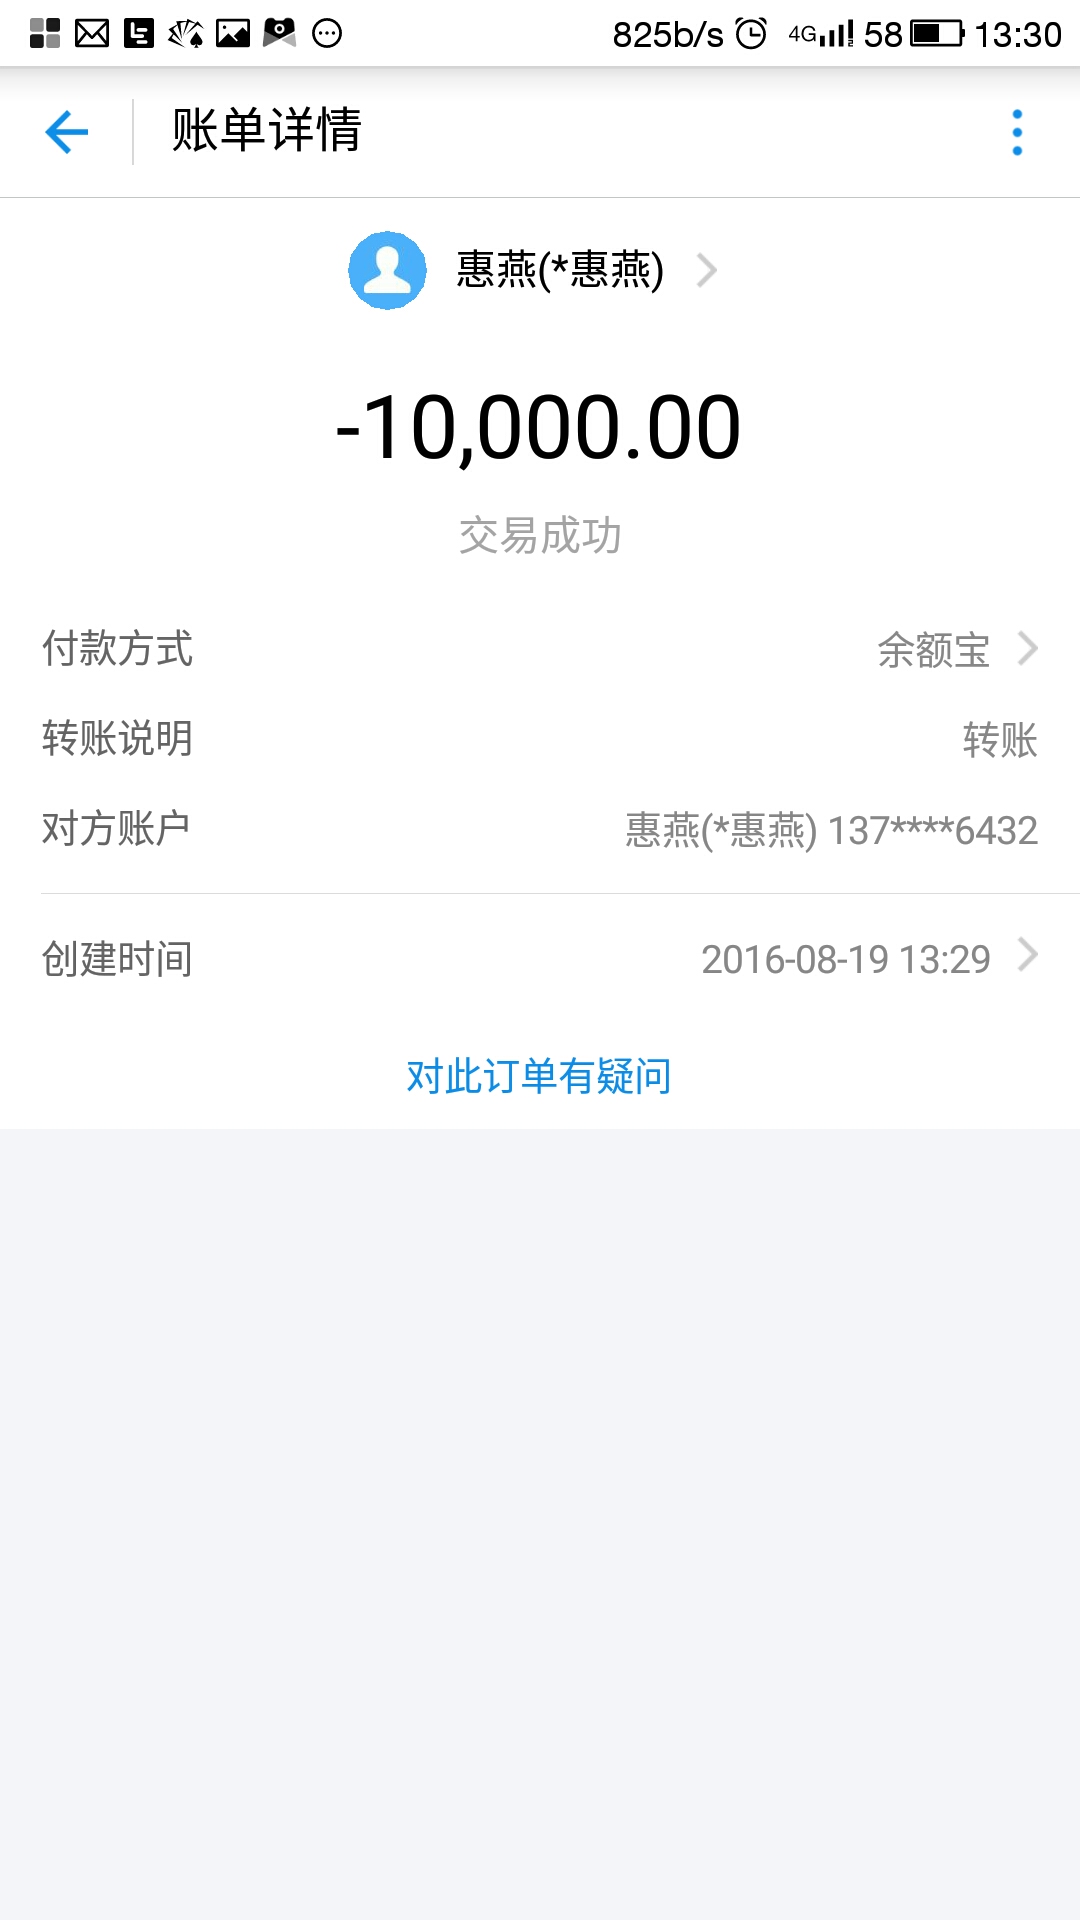 825b/s 4G 58 13:30
账单详情
惠燕(*惠燕)
-10,000.00
交易成功
付款方式 余额宝
转账说明 转账
对方账户 惠燕(*惠燕) 137****6432
创建时间 2016-08-19 13:29
对此订单有疑问